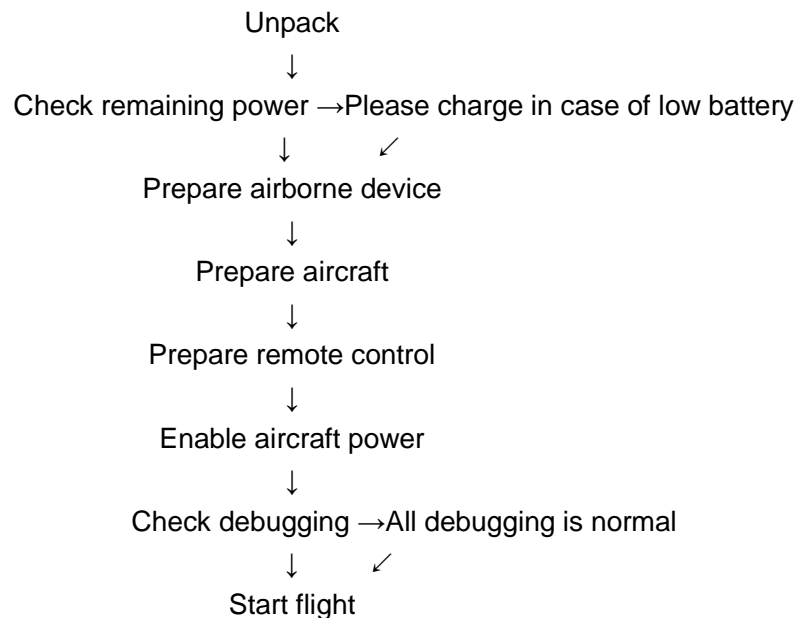 Unpack
↓
Check remaining power →Please charge in case of low battery
↓ ↙
Prepare airborne device
↓
Prepare aircraft
↓
Prepare remote control
↓
Enable aircraft power
↓
Check debugging →All debugging is normal
↓ ↙
Start flight